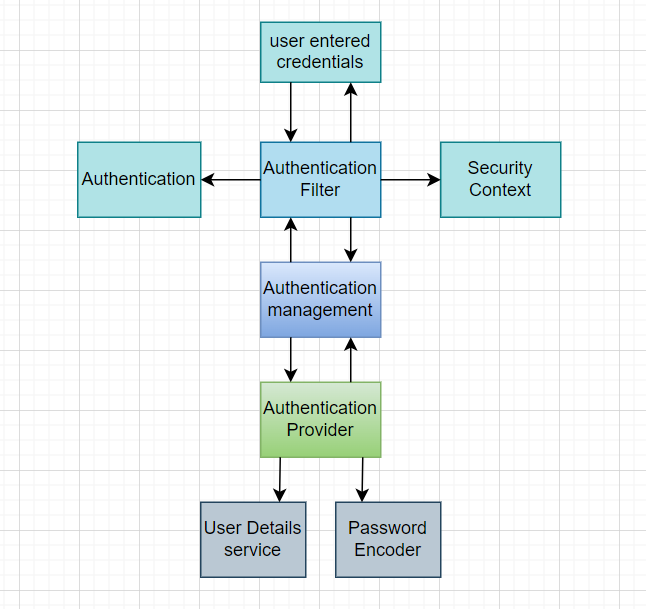 user entered
credentials
Authentication
Authentication
Filter
Security
Context
Authentication
management
Authentication
Provider
User Details
service
Password
Encoder